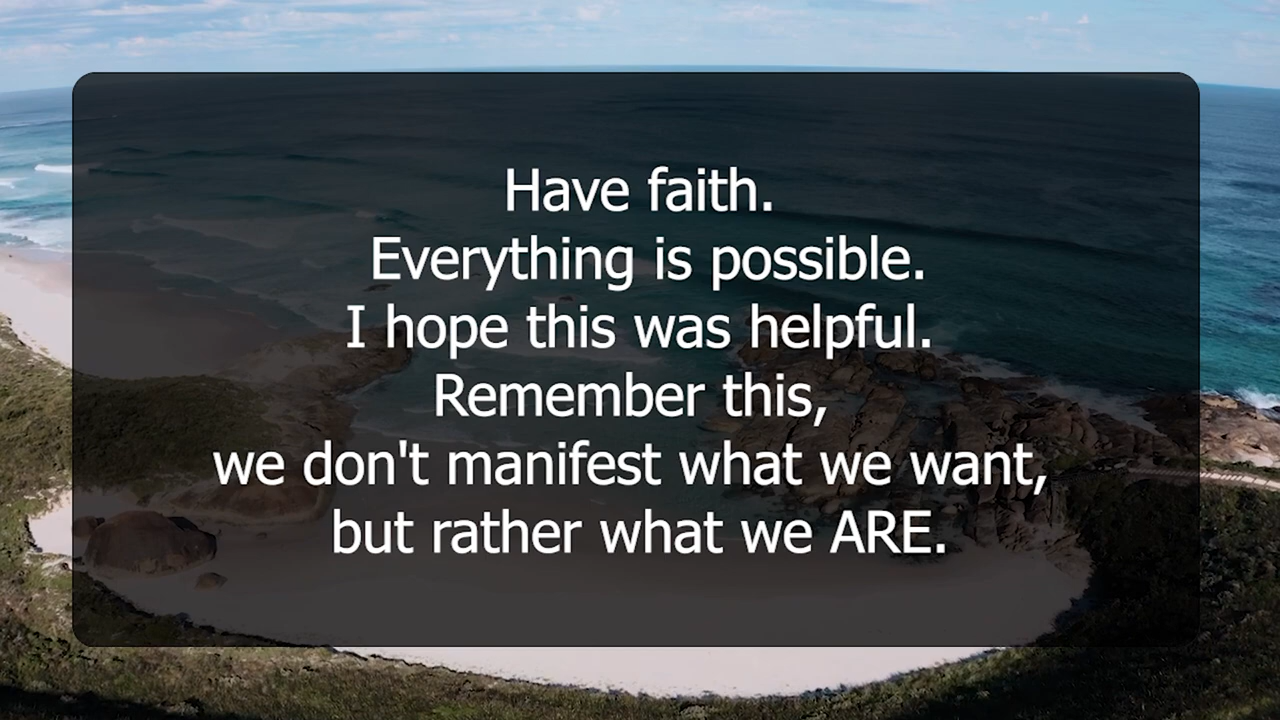 Have faith.
Everything is possible.
I hope this was helpful.
Remember this,
we don't manifest what we want,
but rather what we ARE.